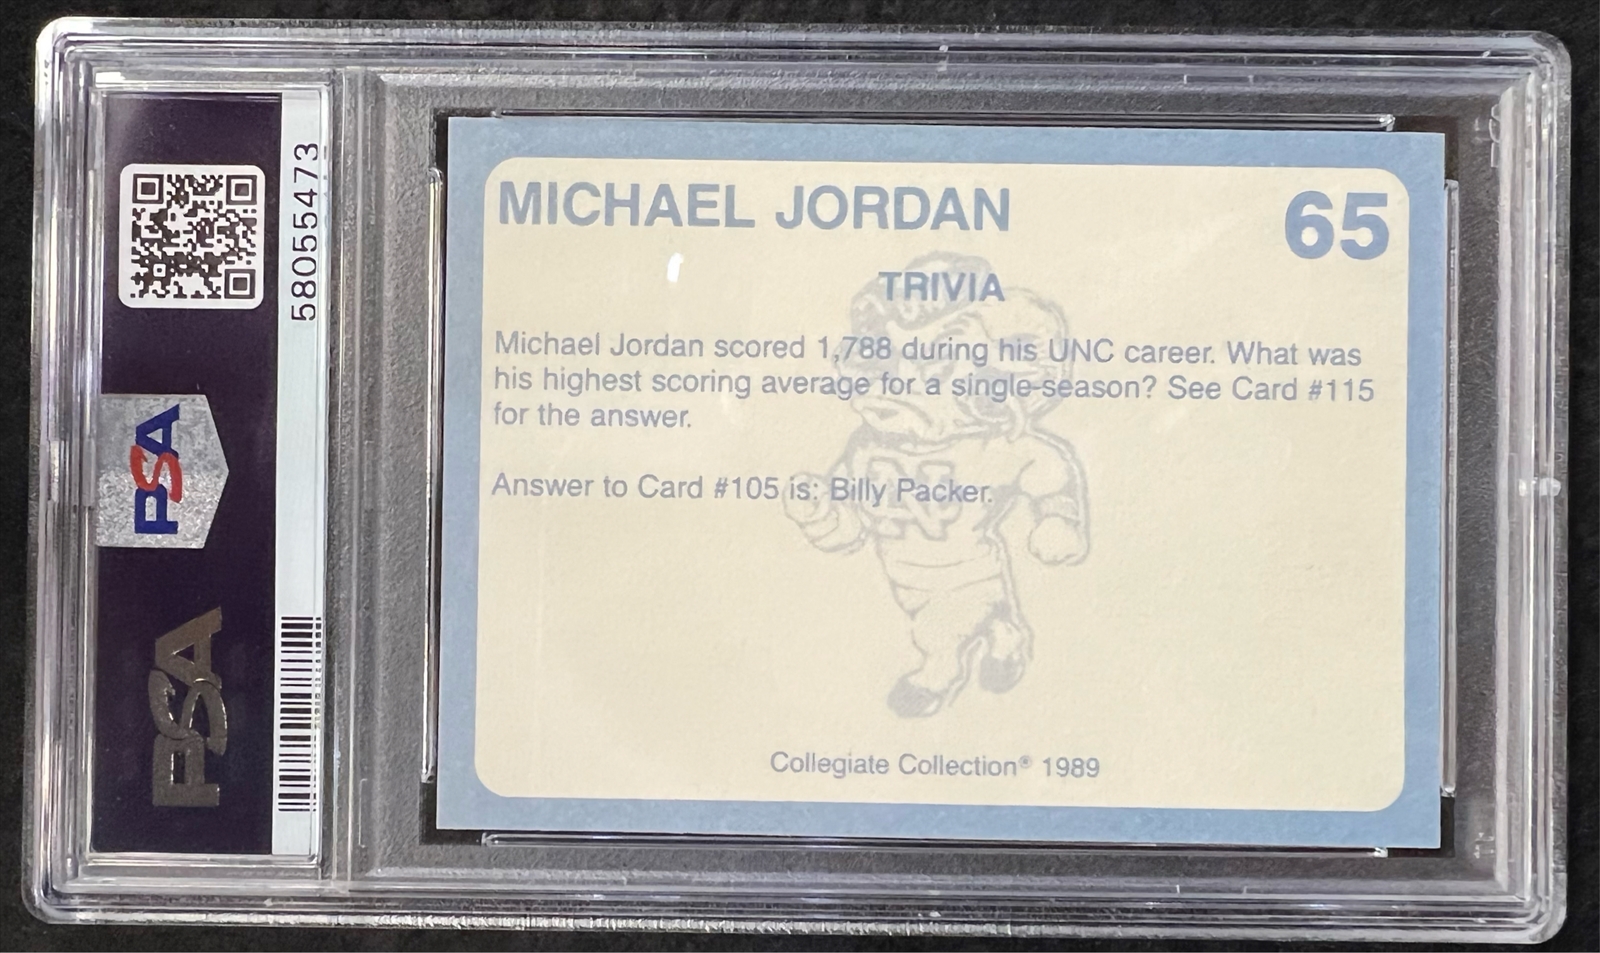 58055473
PSA
PSA
MICHAEL JORDAN
65
TRIVIA
Michael Jordan scored 1,788 during his UNC career. What was
his highest scoring average for a single-season? See Card #115
for the answer.
Answer to Card #105 is: Billy Packer.
NC
Collegiate Collection® 1989